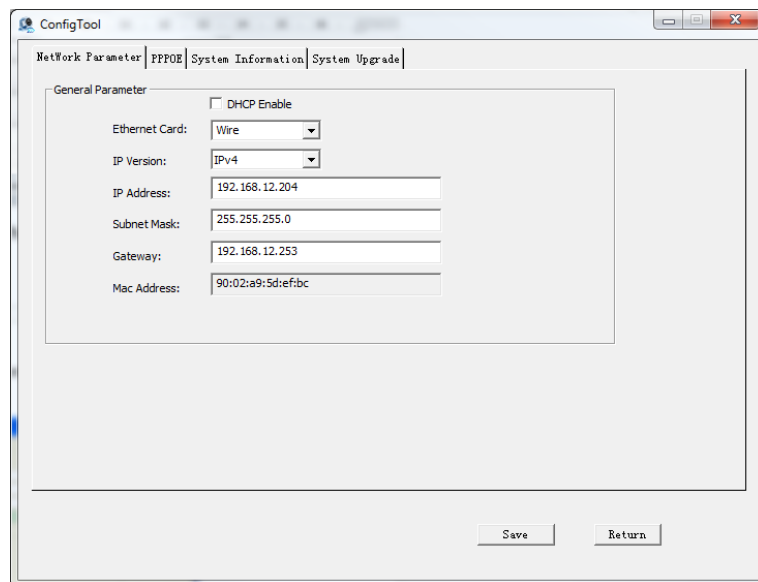 ConfigTool
NetWork Parameter PPPOE System Information System Upgrade
General Parameter
DHCP Enable
Ethernet Card: Wire
IP Version: IPv4
IP Address: 192.168.12.204
Subnet Mask: 255.255.255.0
Gateway: 192.168.12.253
Mac Address: 90:02:a9:5d:ef:bc
Save Return